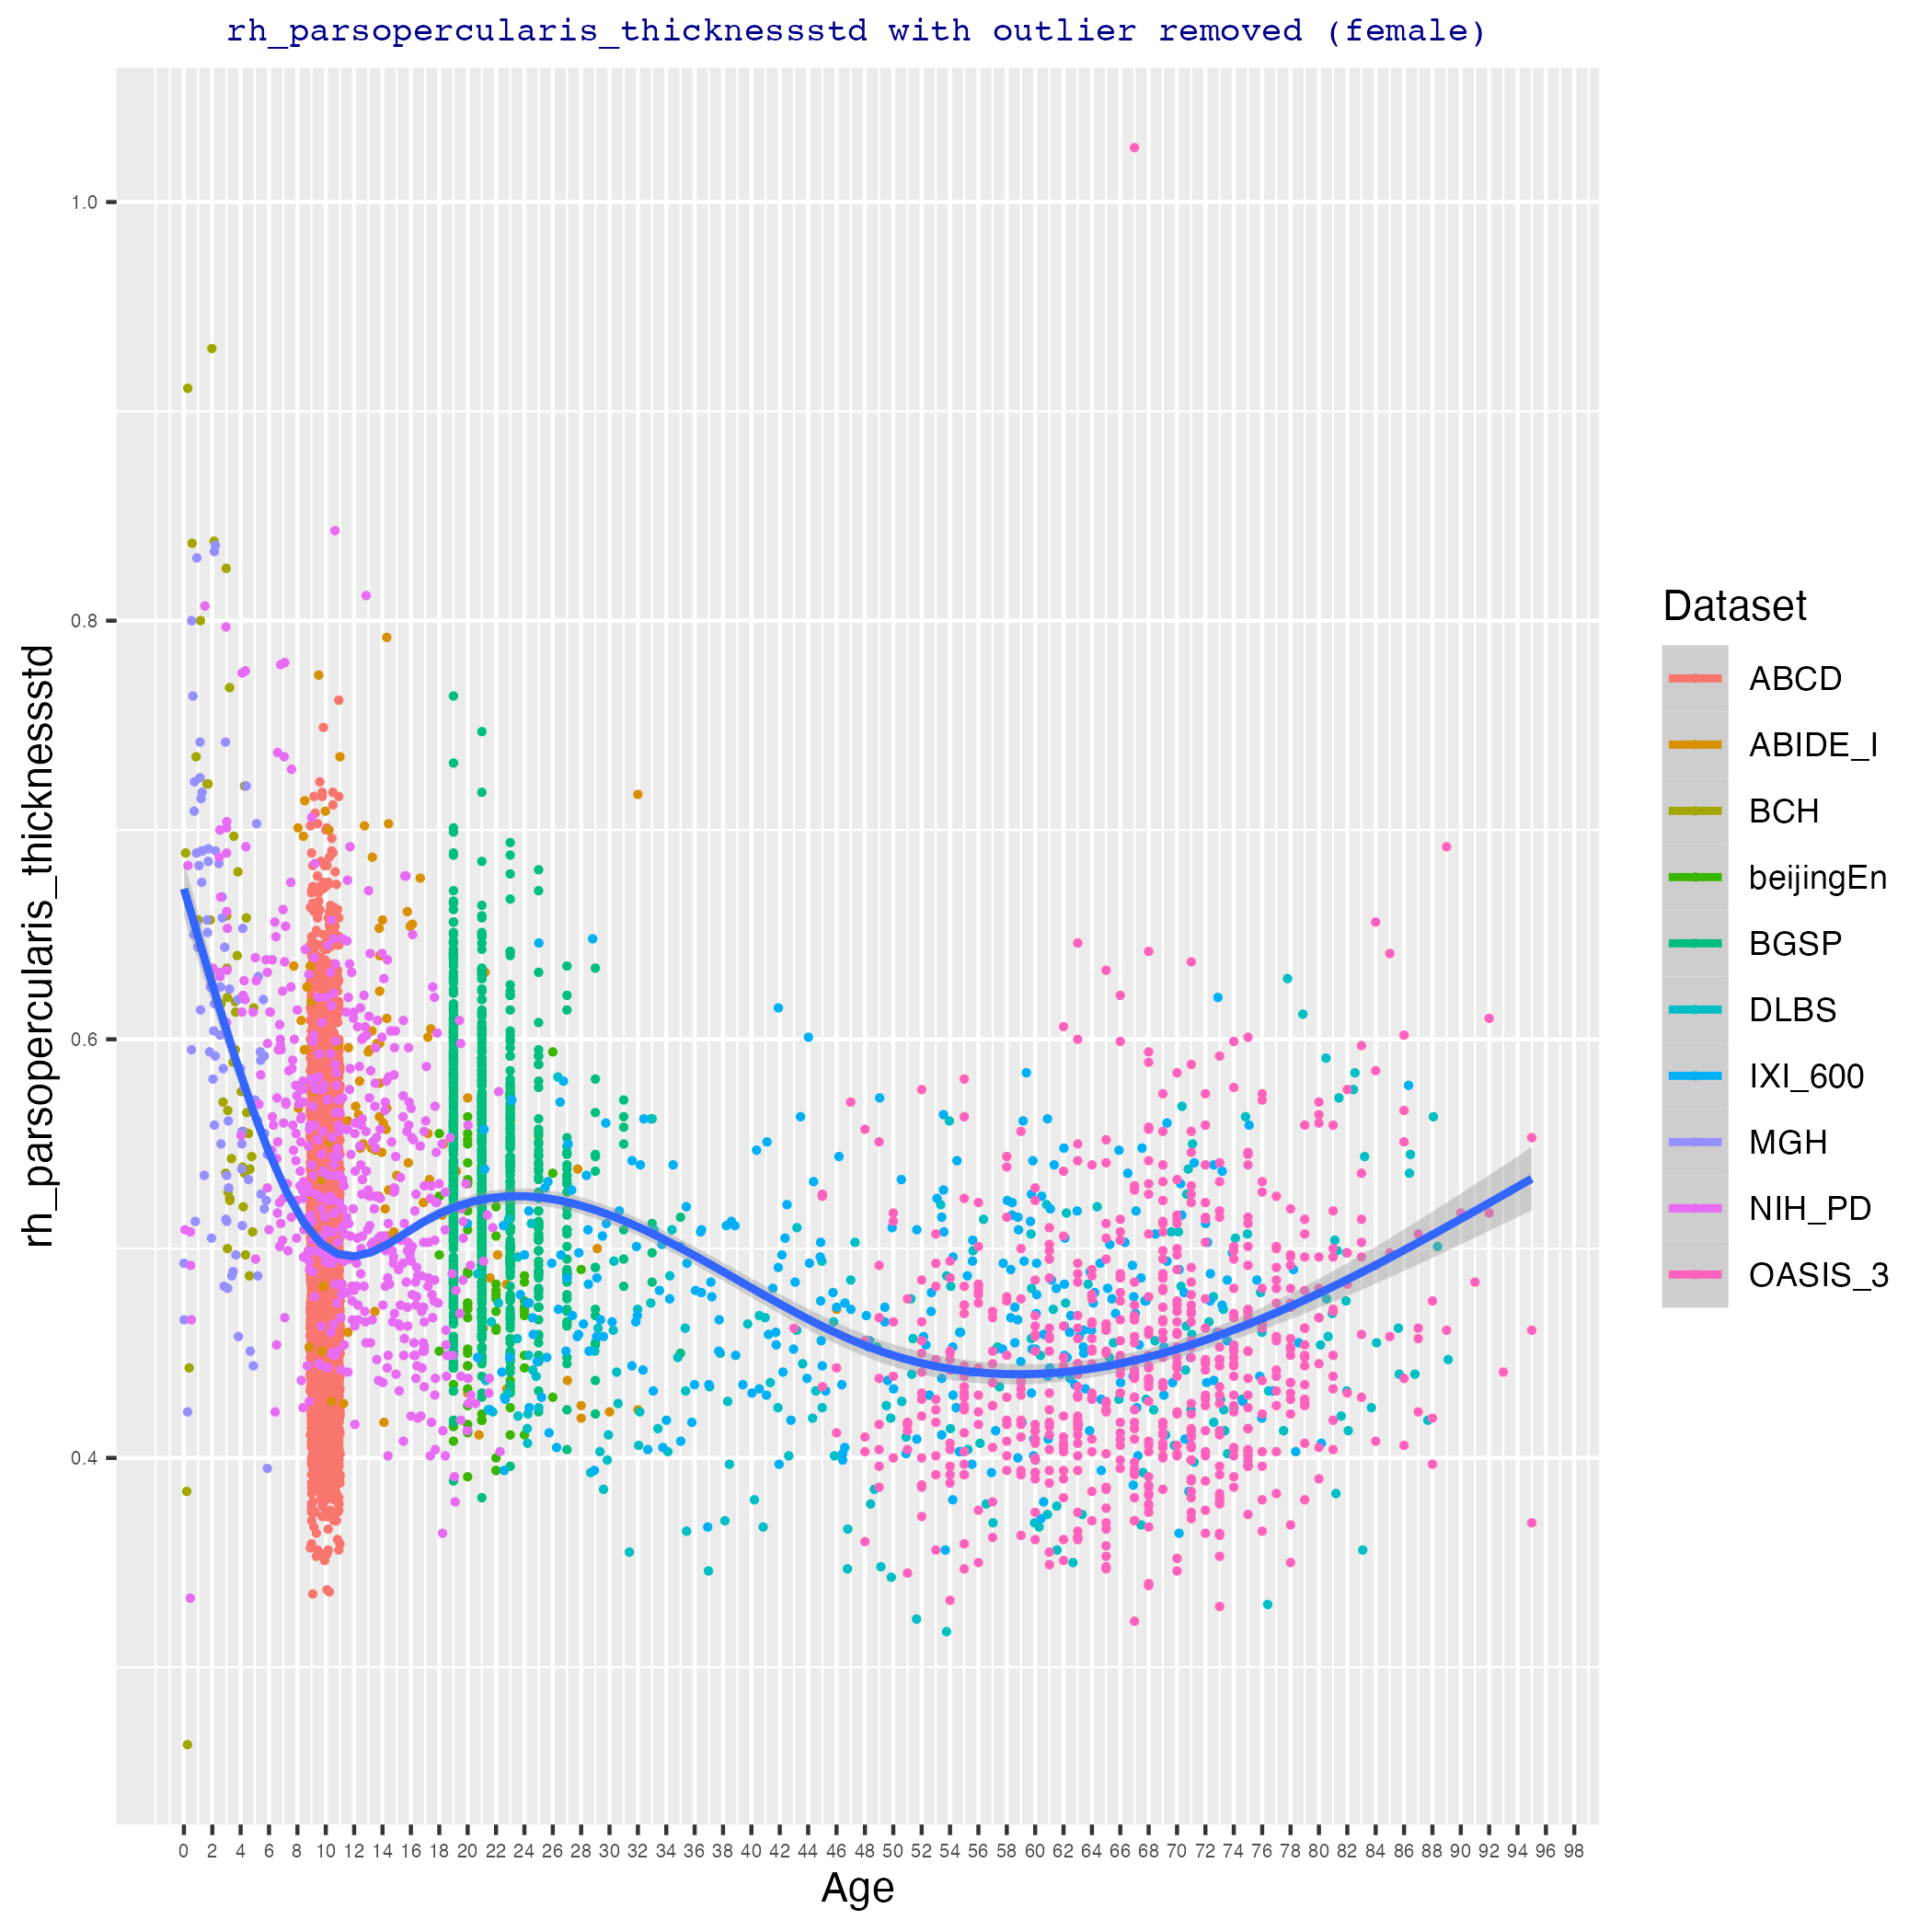 rh_parsopercularis_thicknessstd with outlier removed (female)
rh_parsopercularis_thicknessstd
1.0
0.8
0.6
0.4
0 2 4 6 8 10 12 14 16 18 20 22 24 26 28 30 32 34 36 38 40 42 44 46 48 50 52 54 56 58 60 62 64 66 68 70 72 74 76 78 80 82 84 86 88 90 92 94 96 98
Age
Dataset
ABCD
ABIDE_I
BCH
beijingEn
BGSP
DLBS
IXI_600
MGH
NIH_PD
OASIS_3